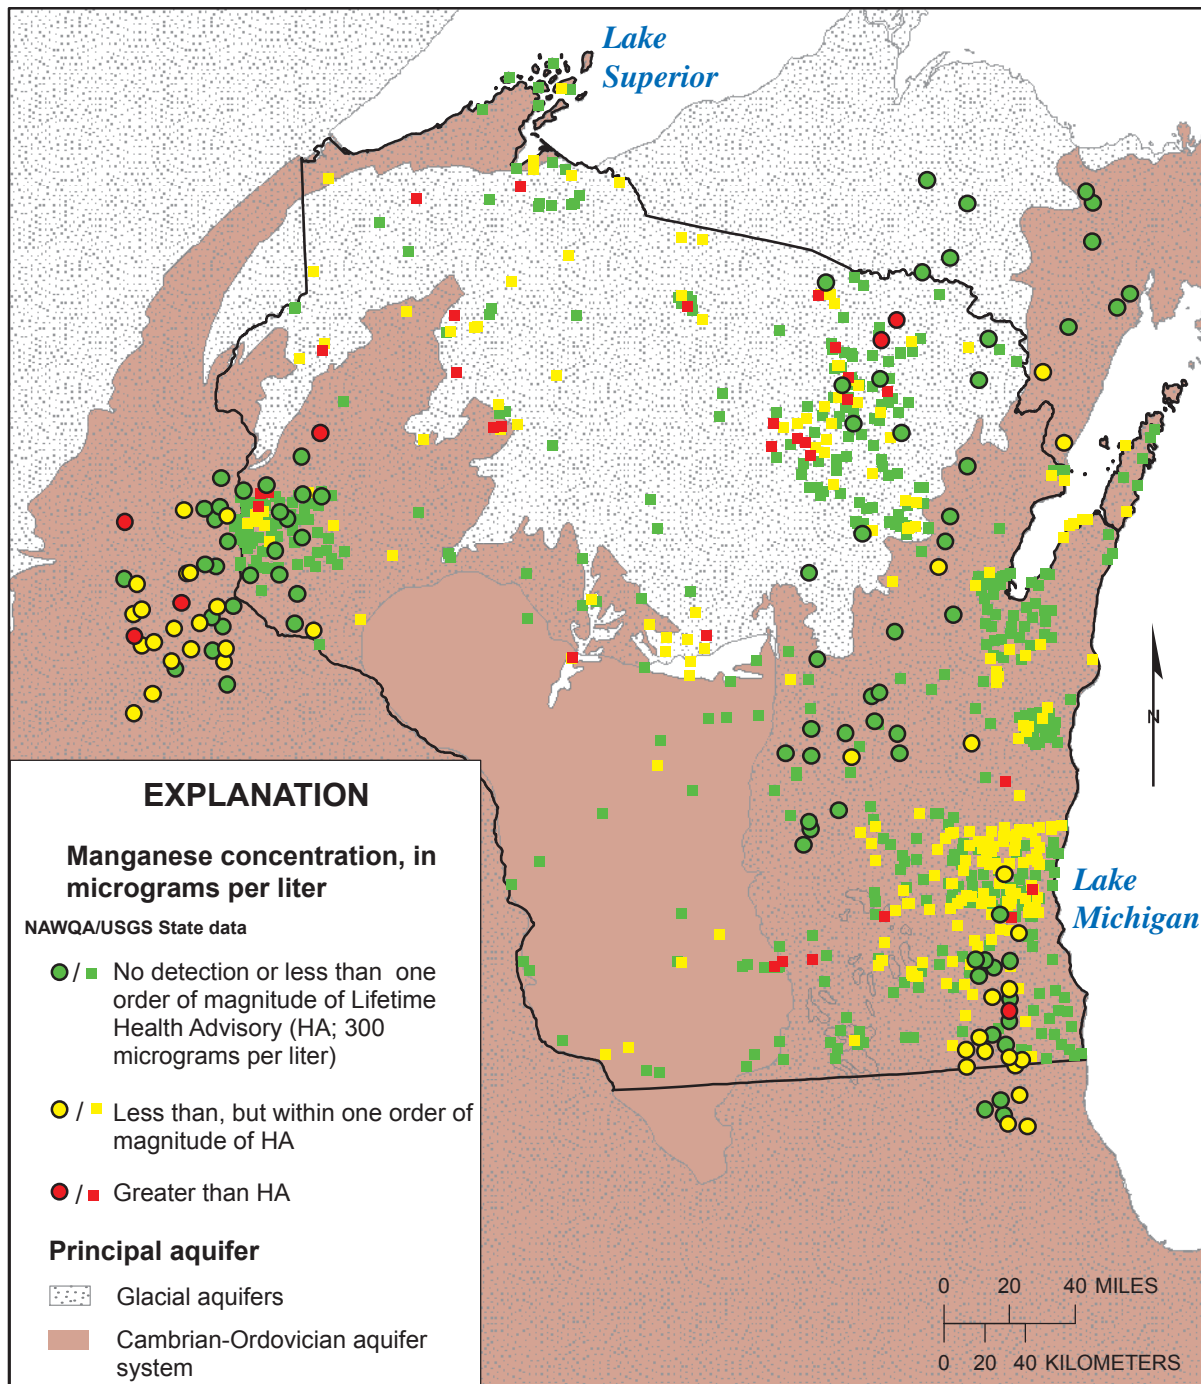 Lake
Superior
N
Lake
Michigan
EXPLANATION
Manganese concentration, in
micrograms per liter
NAWQA/USGS State data
/ No detection or less than one
order of magnitude of Lifetime
Health Advisory (HA; 300
micrograms per liter)
/ Less than, but within one order of
magnitude of HA
/ Greater than HA
Principal aquifer
Glacial aquifers
Cambrian-Ordovician aquifer
system
0 20 40 MILES
0 20 40 KILOMETERS